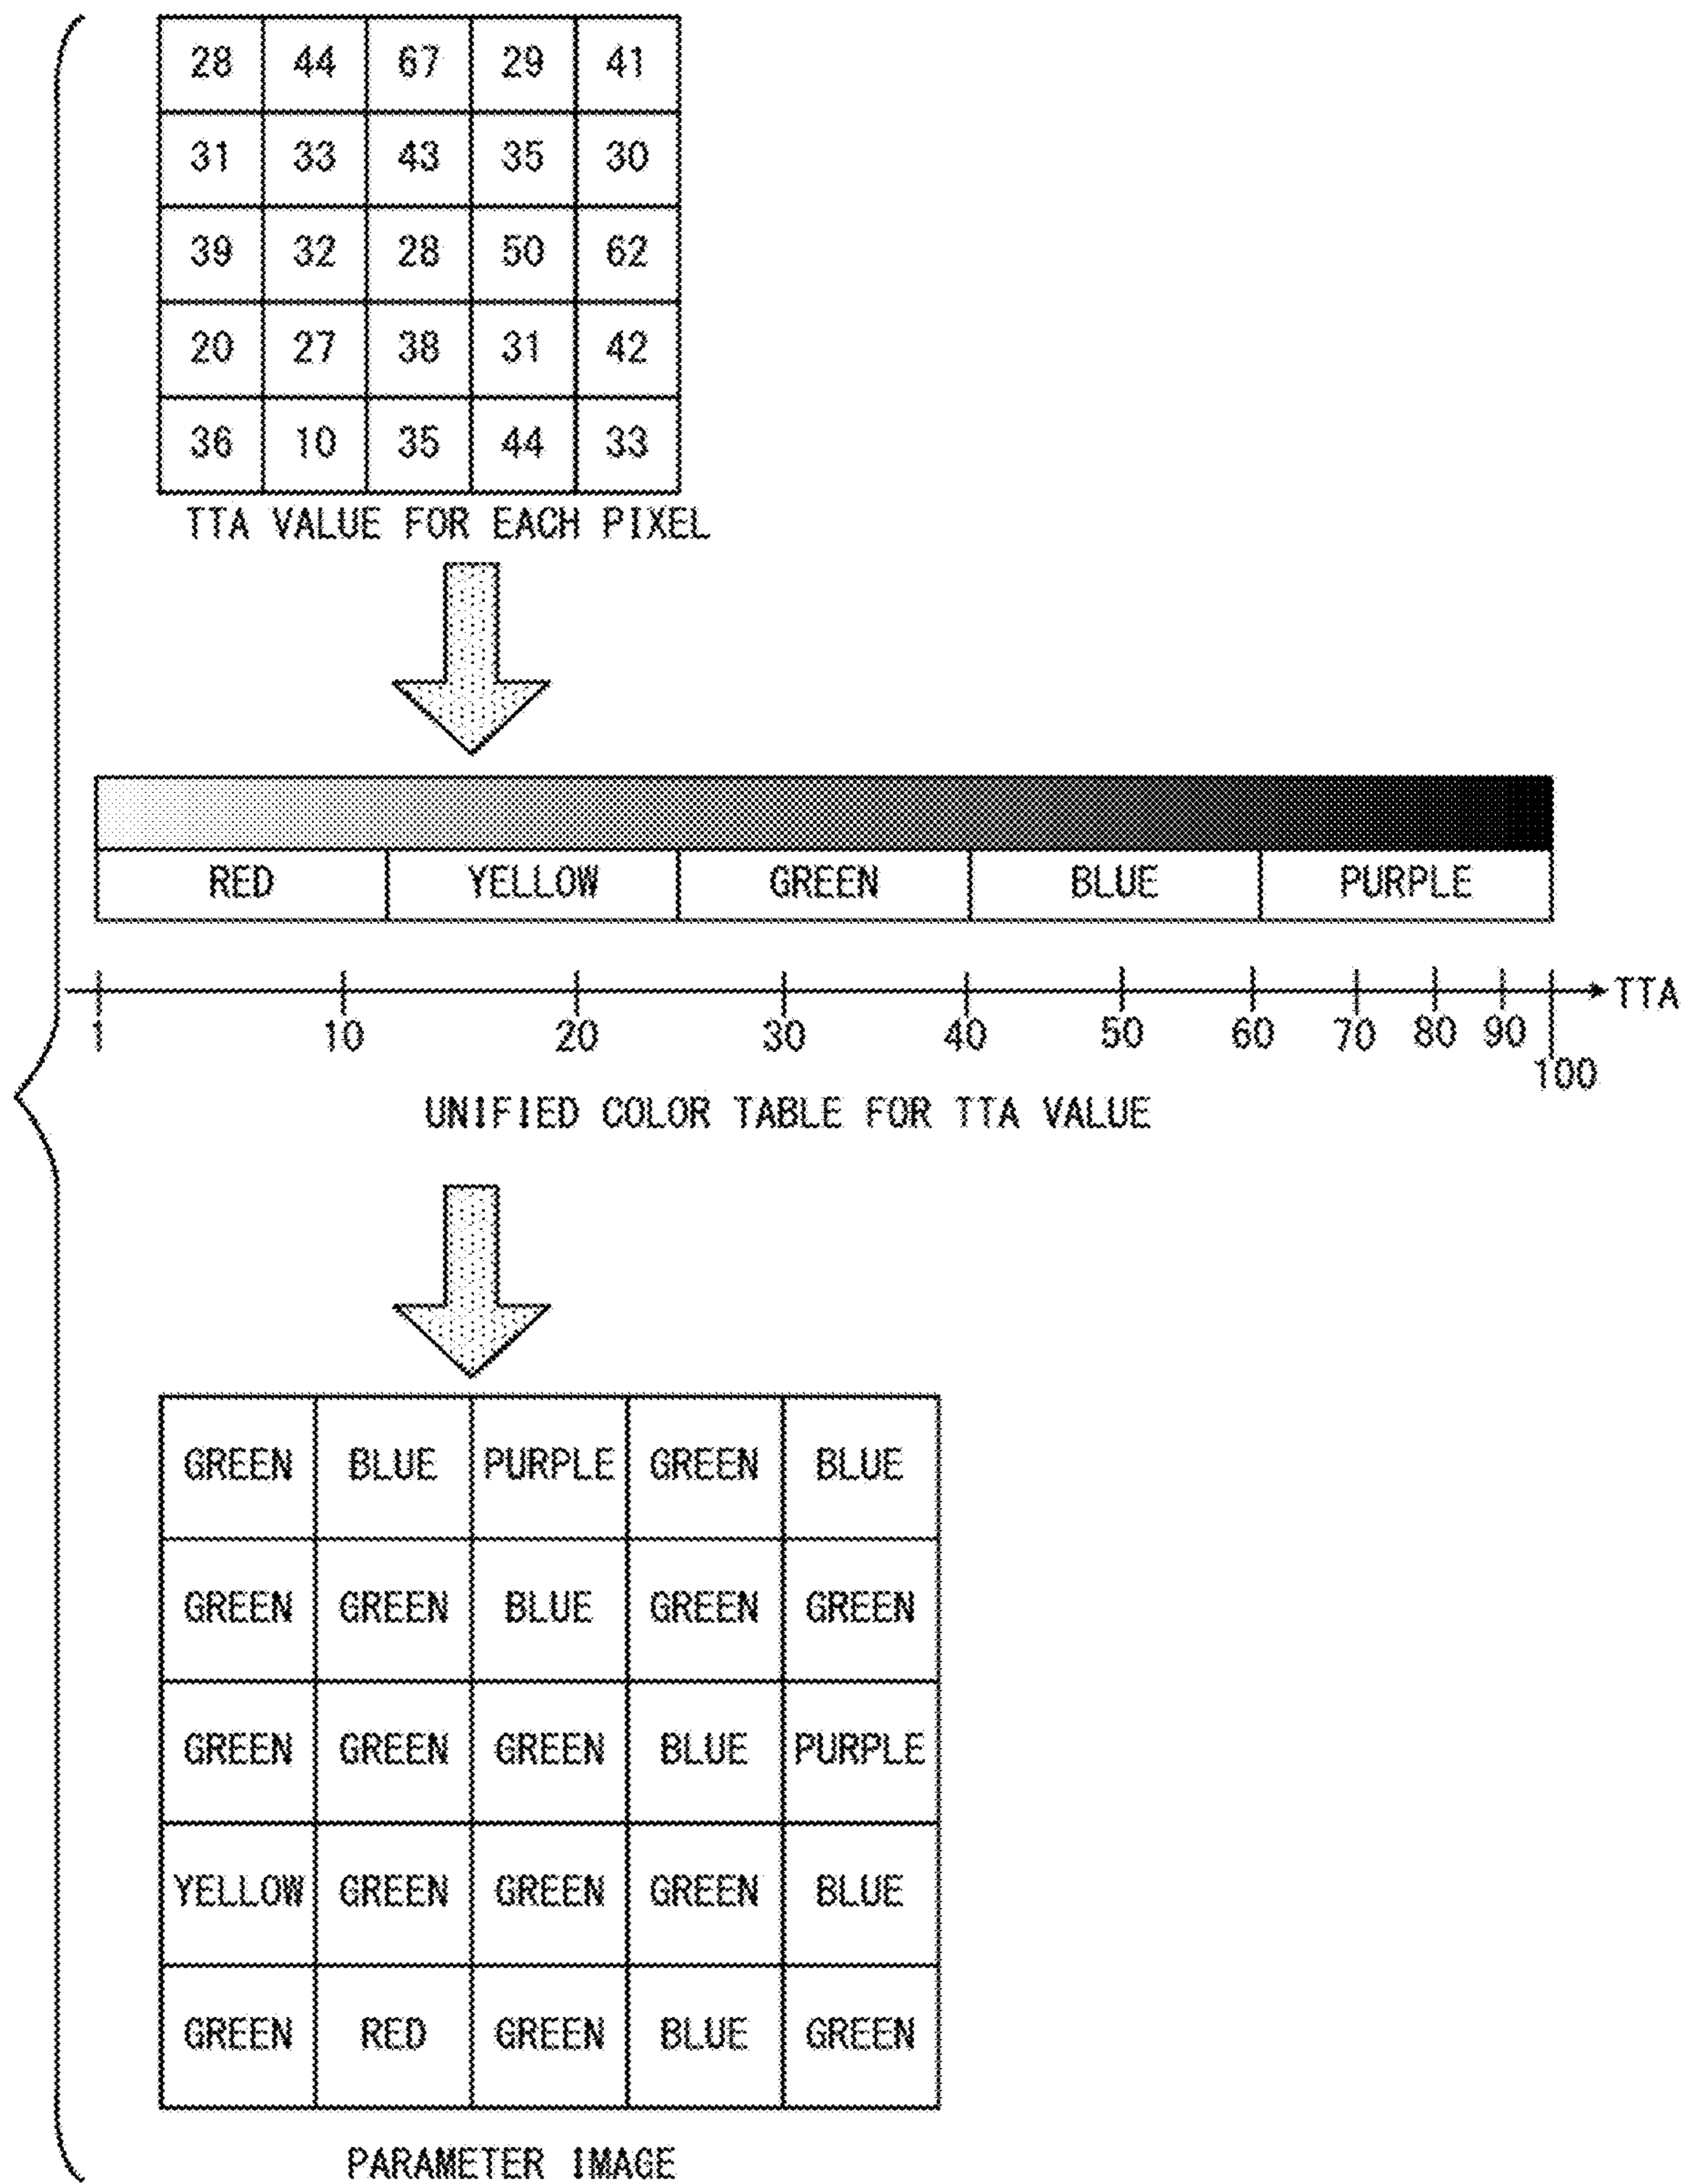 28 44 67 29 41
31 33 43 35 30
39 32 28 50 62
20 27 38 31 42
36 10 35 44 33
TTA VALUE FOR EACH PIXEL
RED YELLOW GREEN BLUE PURPLE
TTA
1 10 20 30 40 50 60 70 80 90 100
UNIFIED COLOR TABLE FOR TTA VALUE
GREEN BLUE PURPLE GREEN BLUE
GREEN GREEN BLUE GREEN GREEN
GREEN GREEN GREEN BLUE PURPLE
YELLOW GREEN GREEN GREEN BLUE
GREEN RED GREEN BLUE GREEN
PARAMETER IMAGE